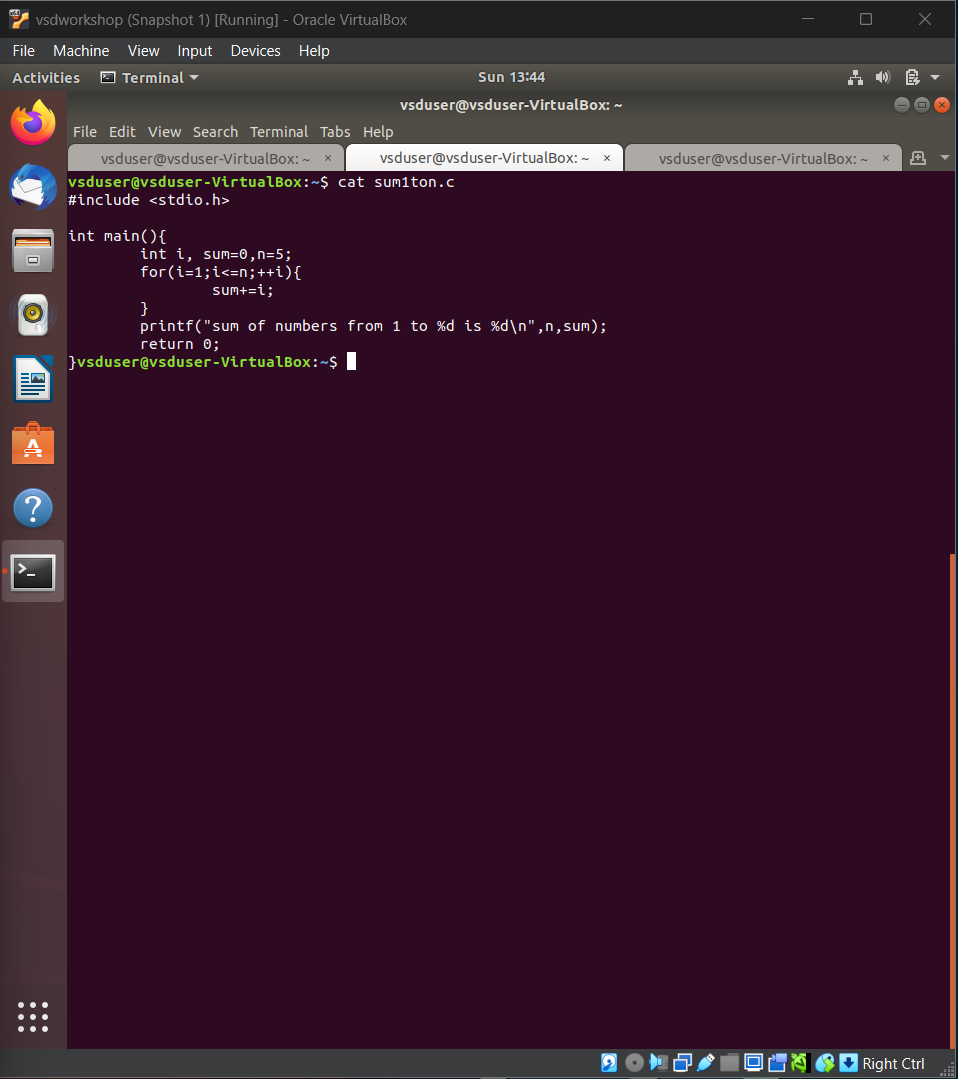 vsdworkshop (Snapshot 1) [Running] - Oracle VirtualBox
File Machine View Input Devices Help
Activities Terminal Sun 13:44
vsduser@vsduser-VirtualBox: ~
File Edit View Search Terminal Tabs Help
vsduser@vsduser-VirtualBox: ~ × vsduser@vsduser-VirtualBox: ~ × vsduser@vsduser-VirtualBox: ~ ×
vsduser@vsduser-VirtualBox:~$ cat sum1ton.c
#include <stdio.h>
int main(){
        int i, sum=0,n=5;
        for(i=1;i<=n;++i){
                sum+=i;
        }
        printf("sum of numbers from 1 to %d is %d\n",n,sum);
        return 0;
}vsduser@vsduser-VirtualBox:~$
Right Ctrl